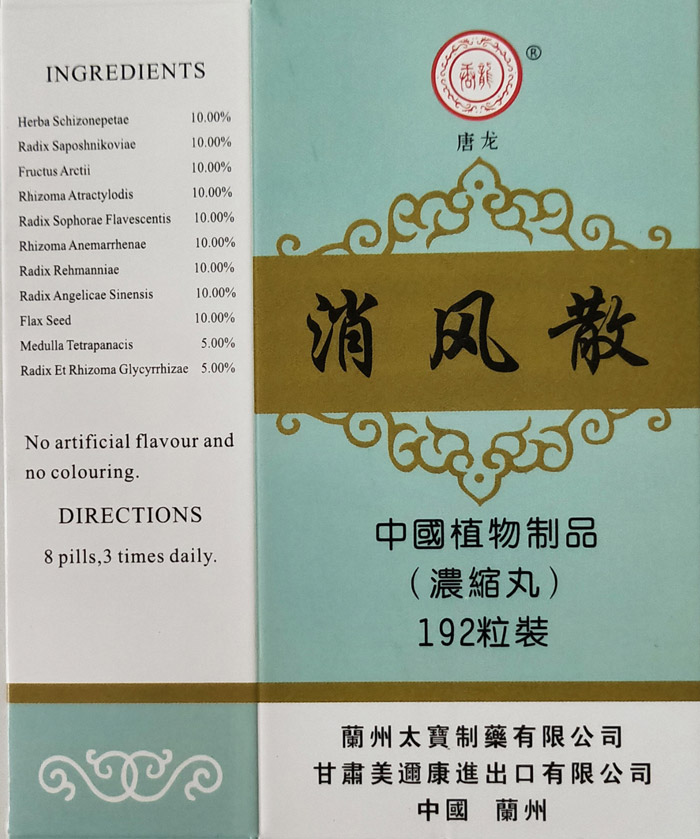 INGREDIENTS
Herba Schizonepetae 10.00%
Radix Saposhnikoviae 10.00%
Fructus Arctii 10.00%
Rhizoma Atractylodis 10.00%
Radix Sophorae Flavescentis 10.00%
Rhizoma Anemarrhenae 10.00%
Radix Rehmanniae 10.00%
Radix Angelicae Sinensis 10.00%
Flax Seed 10.00%
Medulla Tetrapanacis 5.00%
Radix Et Rhizoma Glycyrrhizae 5.00%
No artificial flavour and
no colouring.
DIRECTIONS
8 pills,3 times daily.
®
唐龙
消风散
中國植物制品
（濃縮丸）
192粒裝
蘭州太寶制藥有限公司
甘肅美邇康進出口有限公司
中國 蘭州